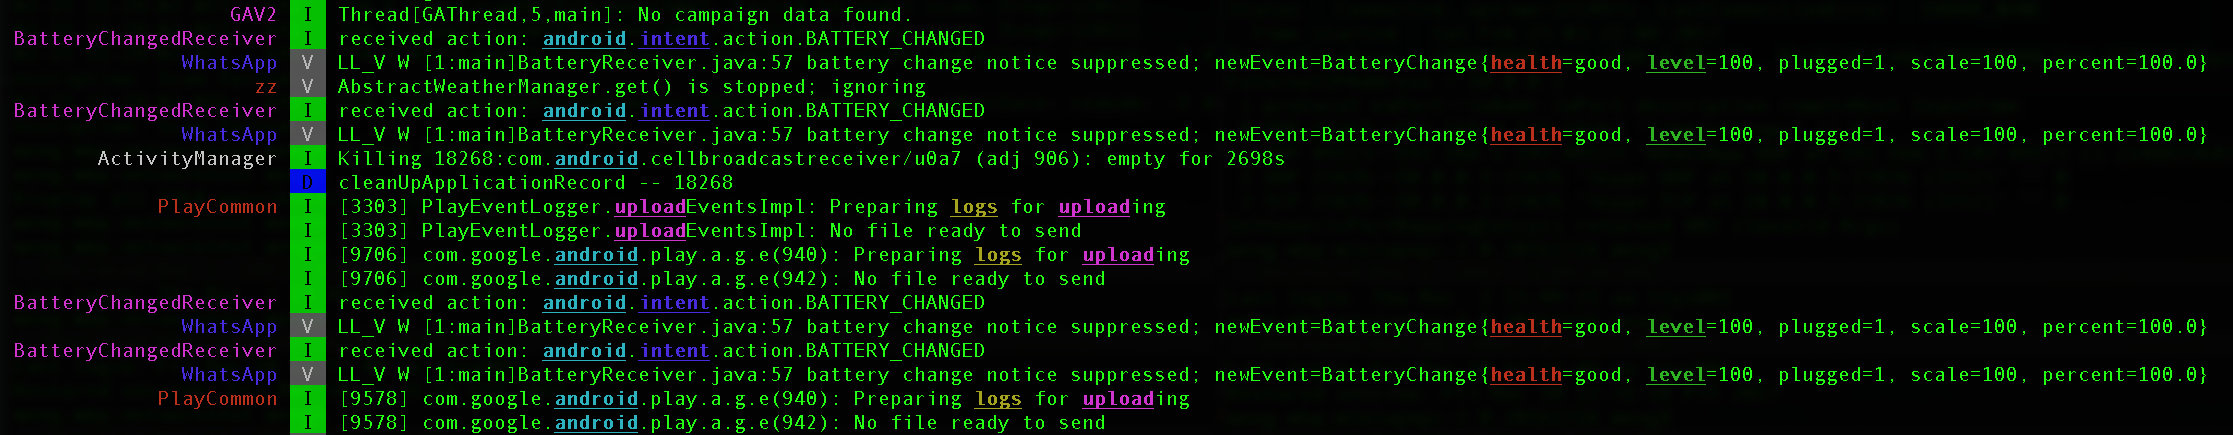 GAV2 I Thread[GAThread,5,main]: No campaign data found.
BatteryChangedReceiver I received action: android.intent.action.BATTERY_CHANGED
WhatsApp V LL_V W [1:main]BatteryReceiver.java:57 battery change notice suppressed; newEvent=BatteryChange{health=good, level=100, plugged=1, scale=100, percent=100.0}
zz V AbstractWeatherManager.get() is stopped; ignoring
BatteryChangedReceiver I received action: android.intent.action.BATTERY_CHANGED
WhatsApp V LL_V W [1:main]BatteryReceiver.java:57 battery change notice suppressed; newEvent=BatteryChange{health=good, level=100, plugged=1, scale=100, percent=100.0}
ActivityManager I Killing 18268:com.android.cellbroadcastreceiver/u0a7 (adj 906): empty for 2698s
D cleanUpApplicationRecord -- 18268
PlayCommon I [3303] PlayEventLogger.uploadEventsImpl: Preparing logs for uploading
I [3303] PlayEventLogger.uploadEventsImpl: No file ready to send
I [9706] com.google.android.play.a.g.e(940): Preparing logs for uploading
I [9706] com.google.android.play.a.g.e(942): No file ready to send
BatteryChangedReceiver I received action: android.intent.action.BATTERY_CHANGED
WhatsApp V LL_V W [1:main]BatteryReceiver.java:57 battery change notice suppressed; newEvent=BatteryChange{health=good, level=100, plugged=1, scale=100, percent=100.0}
BatteryChangedReceiver I received action: android.intent.action.BATTERY_CHANGED
WhatsApp V LL_V W [1:main]BatteryReceiver.java:57 battery change notice suppressed; newEvent=BatteryChange{health=good, level=100, plugged=1, scale=100, percent=100.0}
PlayCommon I [9578] com.google.android.play.a.g.e(940): Preparing logs for uploading
I [9578] com.google.android.play.a.g.e(942): No file ready to send